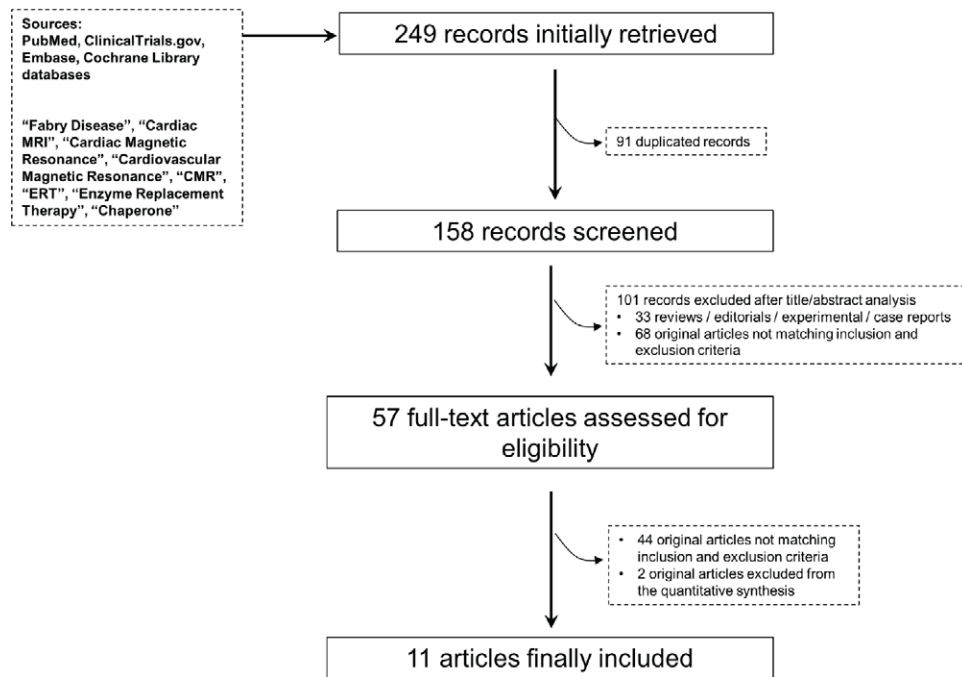 Sources:
PubMed, ClinicalTrials.gov,
Embase, Cochrane Library
databases
“Fabry Disease”, “Cardiac
MRI”, “Cardiac Magnetic
Resonance”, “Cardiovascular
Magnetic Resonance”, “CMR”,
“ERT”, “Enzyme Replacement
Therapy”, “Chaperone”
249 records initially retrieved
91 duplicated records
158 records screened
101 records excluded after title/abstract analysis
• 33 reviews / editorials / experimental / case reports
• 68 original articles not matching inclusion and
exclusion criteria
57 full-text articles assessed for
eligibility
• 44 original articles not matching
inclusion and exclusion criteria
• 2 original articles excluded from
the quantitative synthesis
11 articles finally included